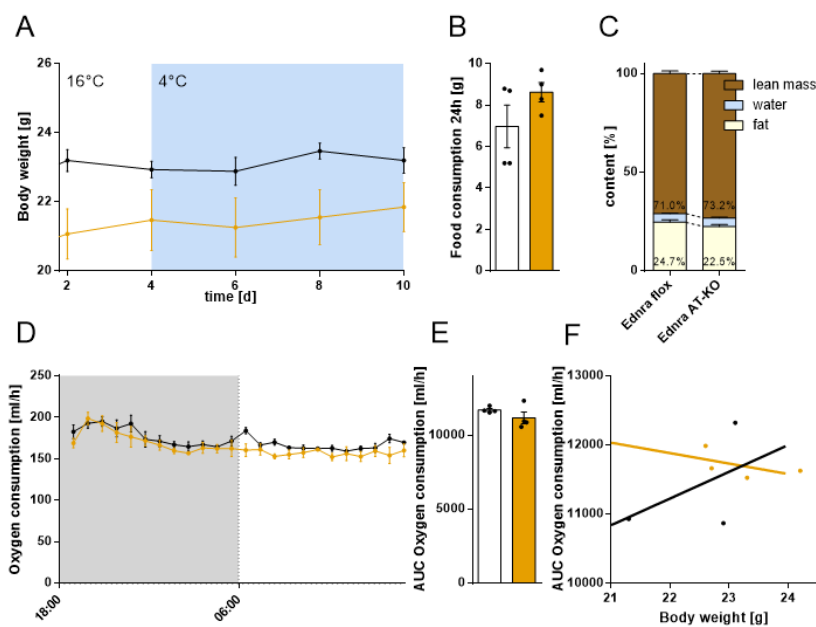 A
B
C
Body weight [g]
26
24
22
20
16°C
4°C
2
4
6
8
10
time [d]
Food consumption 24h [g]
10
8
6
4
2
0
content [%]
100
50
0
71.0%
73.2%
24.7%
22.5%
lean mass
water
fat
Ednra flox
Ednra AT-KO
D
E
F
Oxygen consumption [ml/h]
250
200
150
100
50
0
18:00
06:00
AUC Oxygen consumption [ml/h]
10000
5000
0
AUC Oxygen consumption [ml/h]
13000
12000
11000
10000
21
22
23
24
Body weight [g]